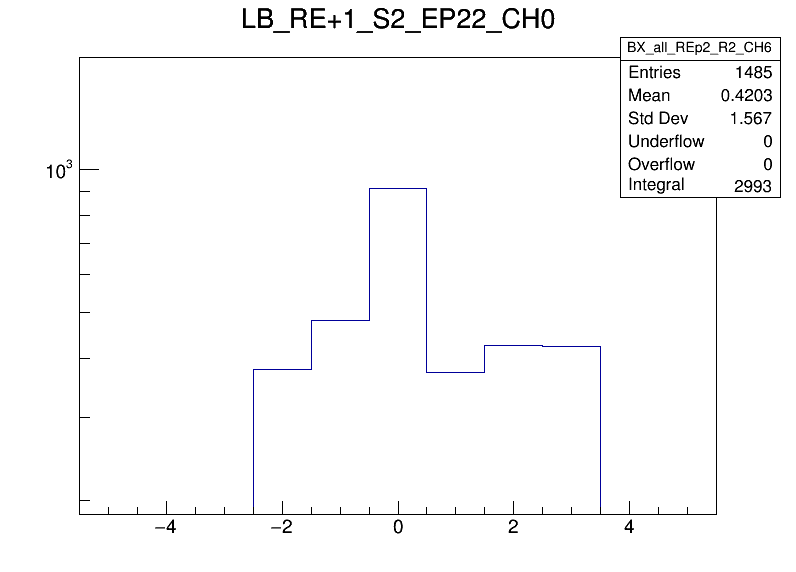 LB_RE+1_S2_EP22_CH0
BX_all_REp2_R2_CH6
Entries 1485
Mean 0.4203
Std Dev 1.567
Underflow 0
Overflow 0
Integral 2993
10³
−4 −2 0 2 4